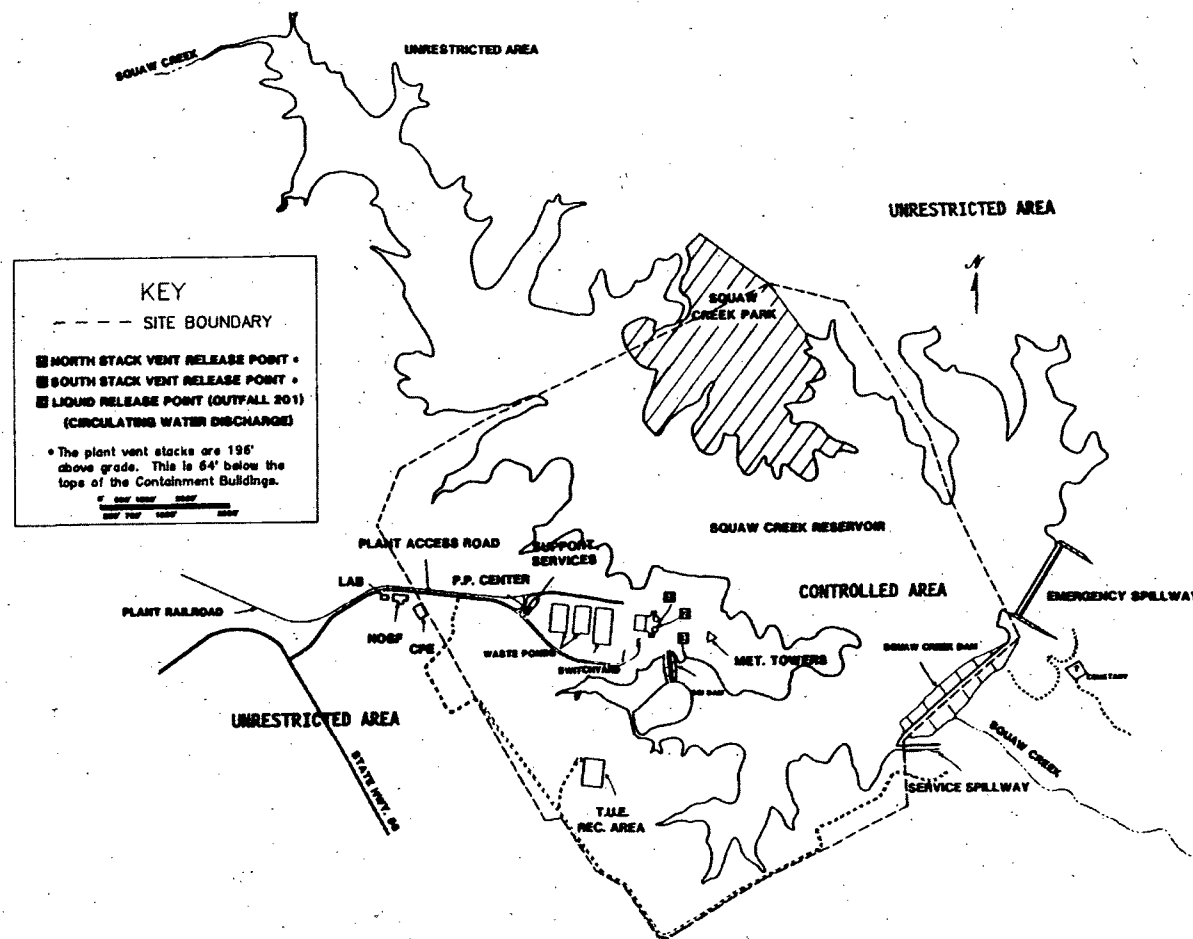 SQUAW CREEK
UNRESTRICTED AREA
UNRESTRICTED AREA
N
KEY
SITE BOUNDARY
NORTH STACK VENT RELEASE POINT *
SOUTH STACK VENT RELEASE POINT *
LIQUID RELEASE POINT (OUTFALL 201)
(CIRCULATING WATER DISCHARGE)
* The plant vent stacks are 196'
above grade. This is 64' below the
tops of the Containment Buildings.
SQUAW
CREEK PARK
SQUAW CREEK RESERVOIR
PLANT ACCESS ROAD
SUPPORT
SERVICES
LAB
P.P. CENTER
PLANT RAILROAD
NOSF
CPE
WASTE PONDS
SWITCHYARD
1
2
3
MET. TOWERS
CONTROLLED AREA
EMERGENCY SPILLWAY
SQUAW CREEK DAM
CEMETARY
UNRESTRICTED AREA
STATE HWY.
SQUAW CREEK
SERVICE SPILLWAY
T.U.E.
REC. AREA